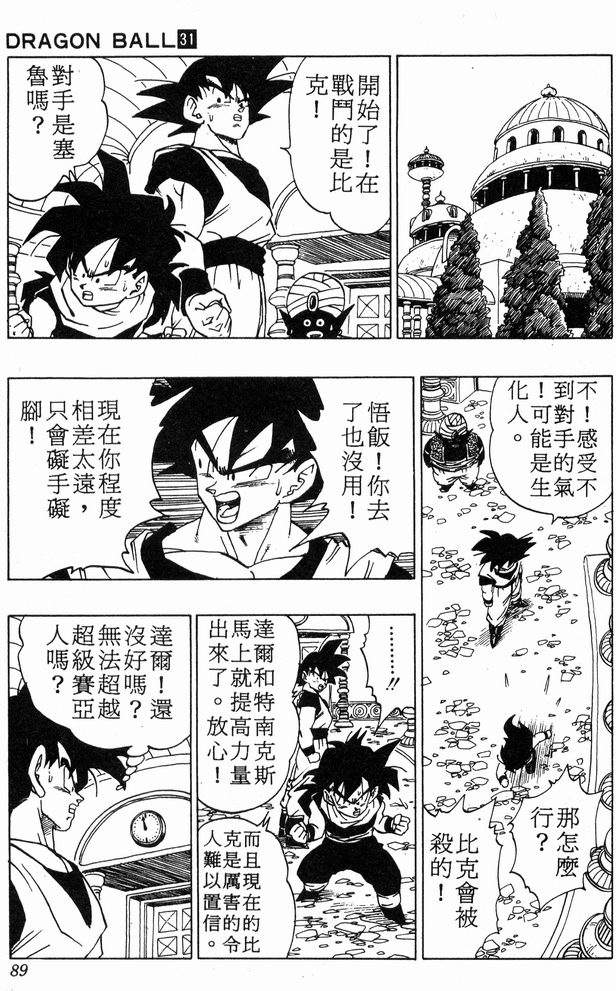 DRAGON BALL 31
開始了!在
戰鬥的是比
克!
對手是塞
魯嗎?
不!感受不
到對手的氣
!可能是生
化人。
那怎麼
行?
比克會被
殺的!
悟飯!你去
了也沒用!
現在你程度
相差太遠,
只會礙手礙
腳!
……!!
達爾和特南克斯
馬上就提高力量
出來了。放心!
而且現在的比
克是厲害的令
人難以置信。
達爾!還
沒好嗎?
無法超越
超級賽亞
人嗎?
89